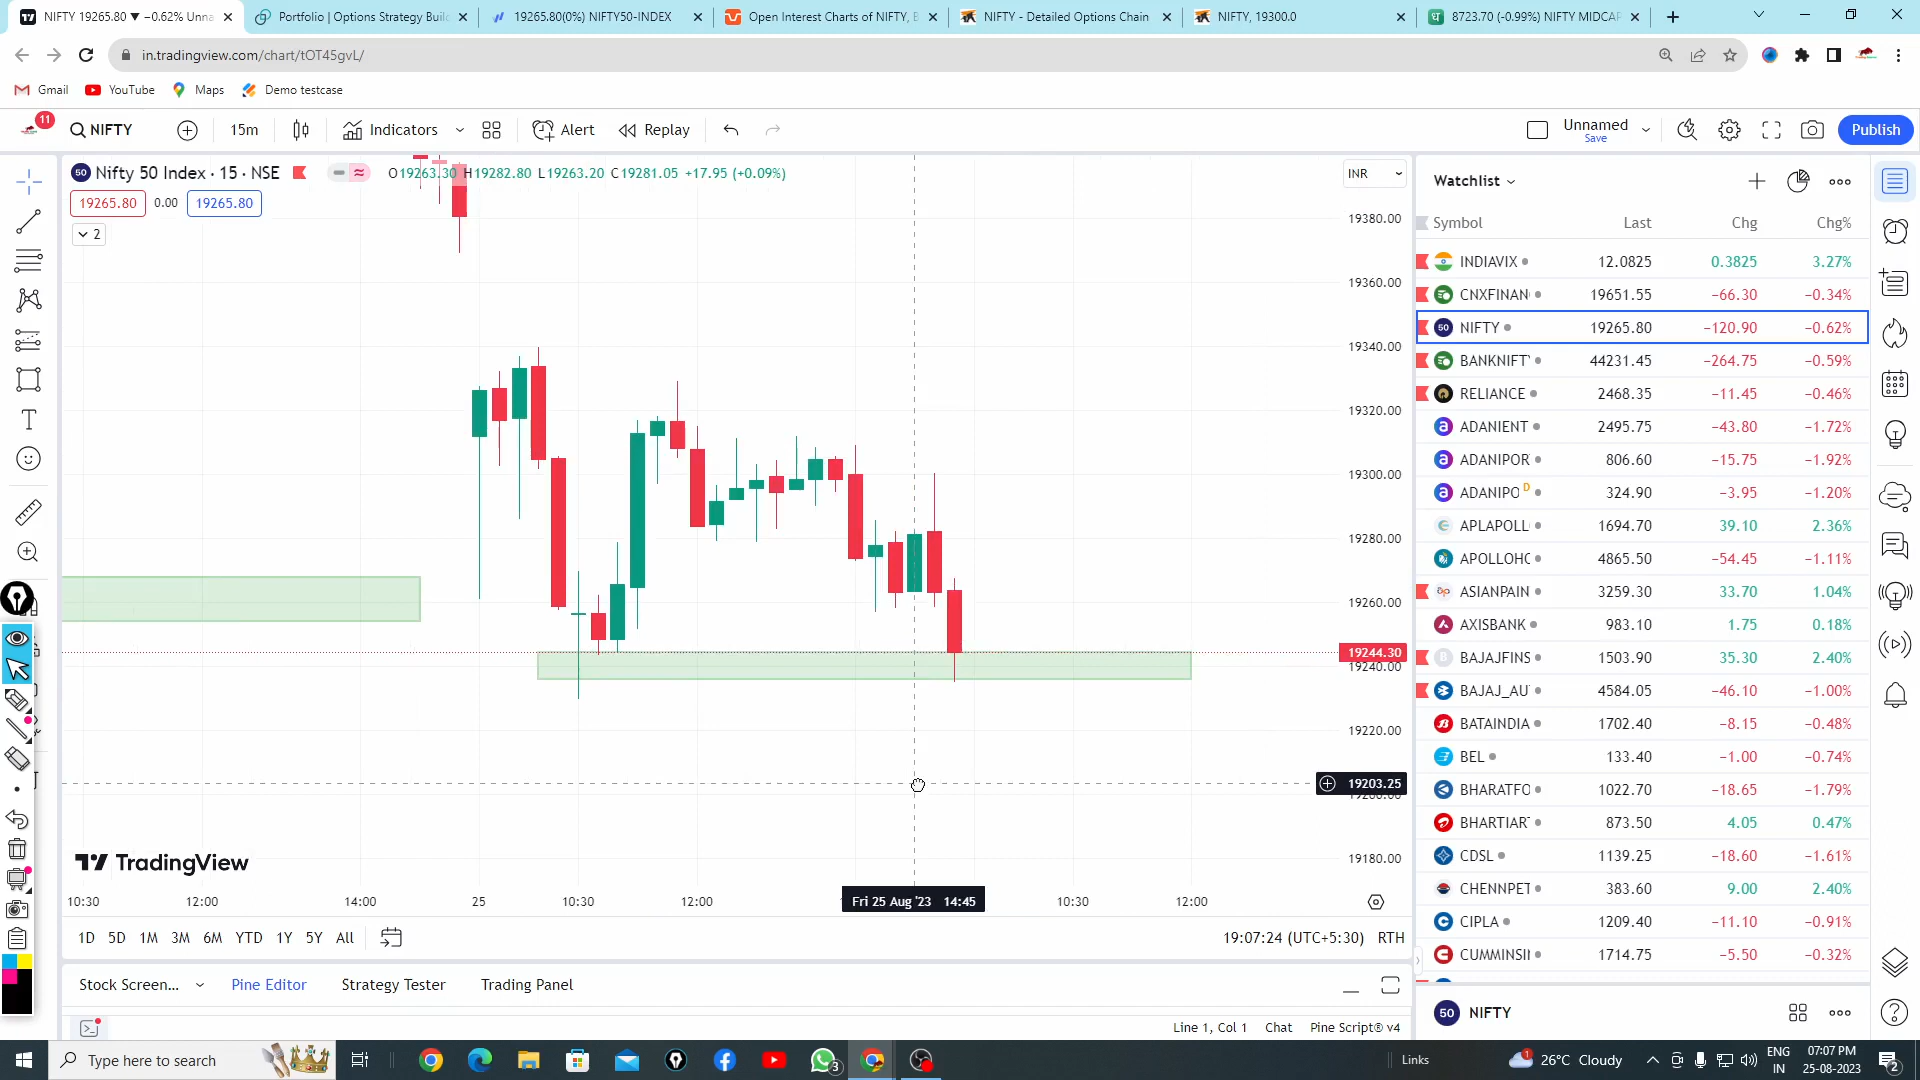 NIFTY 19265.80 ▼ −0.62% Unna
Portfolio | Options Strategy Buil
19265.80(0%) NIFTY50-INDEX
Open Interest Charts of NIFTY, B
NIFTY - Detailed Options Chain
NIFTY, 19300.0
8723.70 (-0.99%) NIFTY MIDCAP
in.tradingview.com/chart/tOT45gvL/
Gmail
YouTube
Maps
Demo testcase
11
NIFTY
15m
Indicators
Alert
Replay
Unnamed
Save
Publish
50 Nifty 50 Index · 15 · NSE
O19263.30 H19282.80 L19263.20 C19281.05 +17.95 (+0.09%)
INR
19265.80 0.00 19265.80
2
19380.00
19360.00
19340.00
19320.00
19300.00
19280.00
19260.00
19244.30
19240.00
19220.00
19203.25
19180.00
TradingView
10:30 12:00 14:00 25 10:30 12:00 Fri 25 Aug '23 14:45 10:30 12:00
1D 5D 1M 3M 6M YTD 1Y 5Y All
19:07:24 (UTC+5:30) RTH
Stock Screen... Pine Editor Strategy Tester Trading Panel
Line 1, Col 1 Chat Pine Script® v4
Watchlist
Symbol Last Chg Chg%
INDIAVIX 12.0825 0.3825 3.27%
CNXFINAN 19651.55 −66.30 −0.34%
50 NIFTY 19265.80 −120.90 −0.62%
BANKNIFT 44231.45 −264.75 −0.59%
RELIANCE 2468.35 −11.45 −0.46%
ADANIENT 2495.75 −43.80 −1.72%
ADANIPOR 806.60 −15.75 −1.92%
ADANIPO D 324.90 −3.95 −1.20%
APLAPOLL 1694.70 39.10 2.36%
APOLLOHO 4865.50 −54.45 −1.11%
ASIANPAIN 3259.30 33.70 1.04%
AXISBANK 983.10 1.75 0.18%
BAJAJFINS 1503.90 35.30 2.40%
BAJAJ_AU 4584.05 −46.10 −1.00%
BATAINDIA 1702.40 −8.15 −0.48%
BEL 133.40 −1.00 −0.74%
BHARATFO 1022.70 −18.65 −1.79%
BHARTIAR 873.50 4.05 0.47%
CDSL 1139.25 −18.60 −1.61%
CHENNPET 383.60 9.00 2.40%
CIPLA 1209.40 −11.10 −0.91%
CUMMINSI 1714.75 −5.50 −0.32%
50 NIFTY
Type here to search
3
Links
1
26°C Cloudy
ENG
IN
07:07 PM
25-08-2023
2